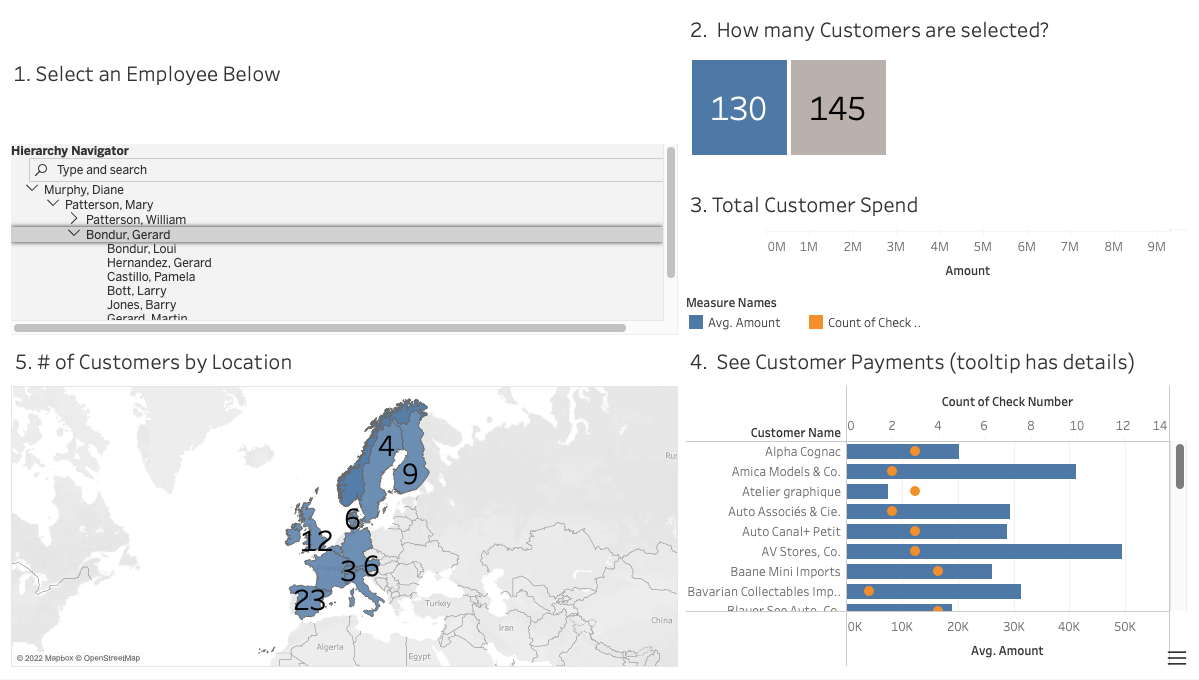 1. Select an Employee Below
Hierarchy Navigator
Type and search
Murphy, Diane
Patterson, Mary
Patterson, William
Bondur, Gerard
Bondur, Loui
Hernandez, Gerard
Castillo, Pamela
Bott, Larry
Jones, Barry
Gerard, Martin
2. How many Customers are selected?
130 145
3. Total Customer Spend
0M 1M 2M 3M 4M 5M 6M 7M 8M 9M
Amount
Measure Names
Avg. Amount Count of Check ..
5. # of Customers by Location
4
9
6
12
3 6
23
Rur
Turkey
Iran
China
Algeria
Egypt
© 2022 Mapbox © OpenStreetMap
4. See Customer Payments (tooltip has details)
Count of Check Number
0 2 4 6 8 10 12 14
Customer Name
Alpha Cognac
Amica Models & Co.
Atelier graphique
Auto Associés & Cie.
Auto Canal+ Petit
AV Stores, Co.
Baane Mini Imports
Bavarian Collectables Imp..
Blauer See Auto, Co.
0K 10K 20K 30K 40K 50K
Avg. Amount